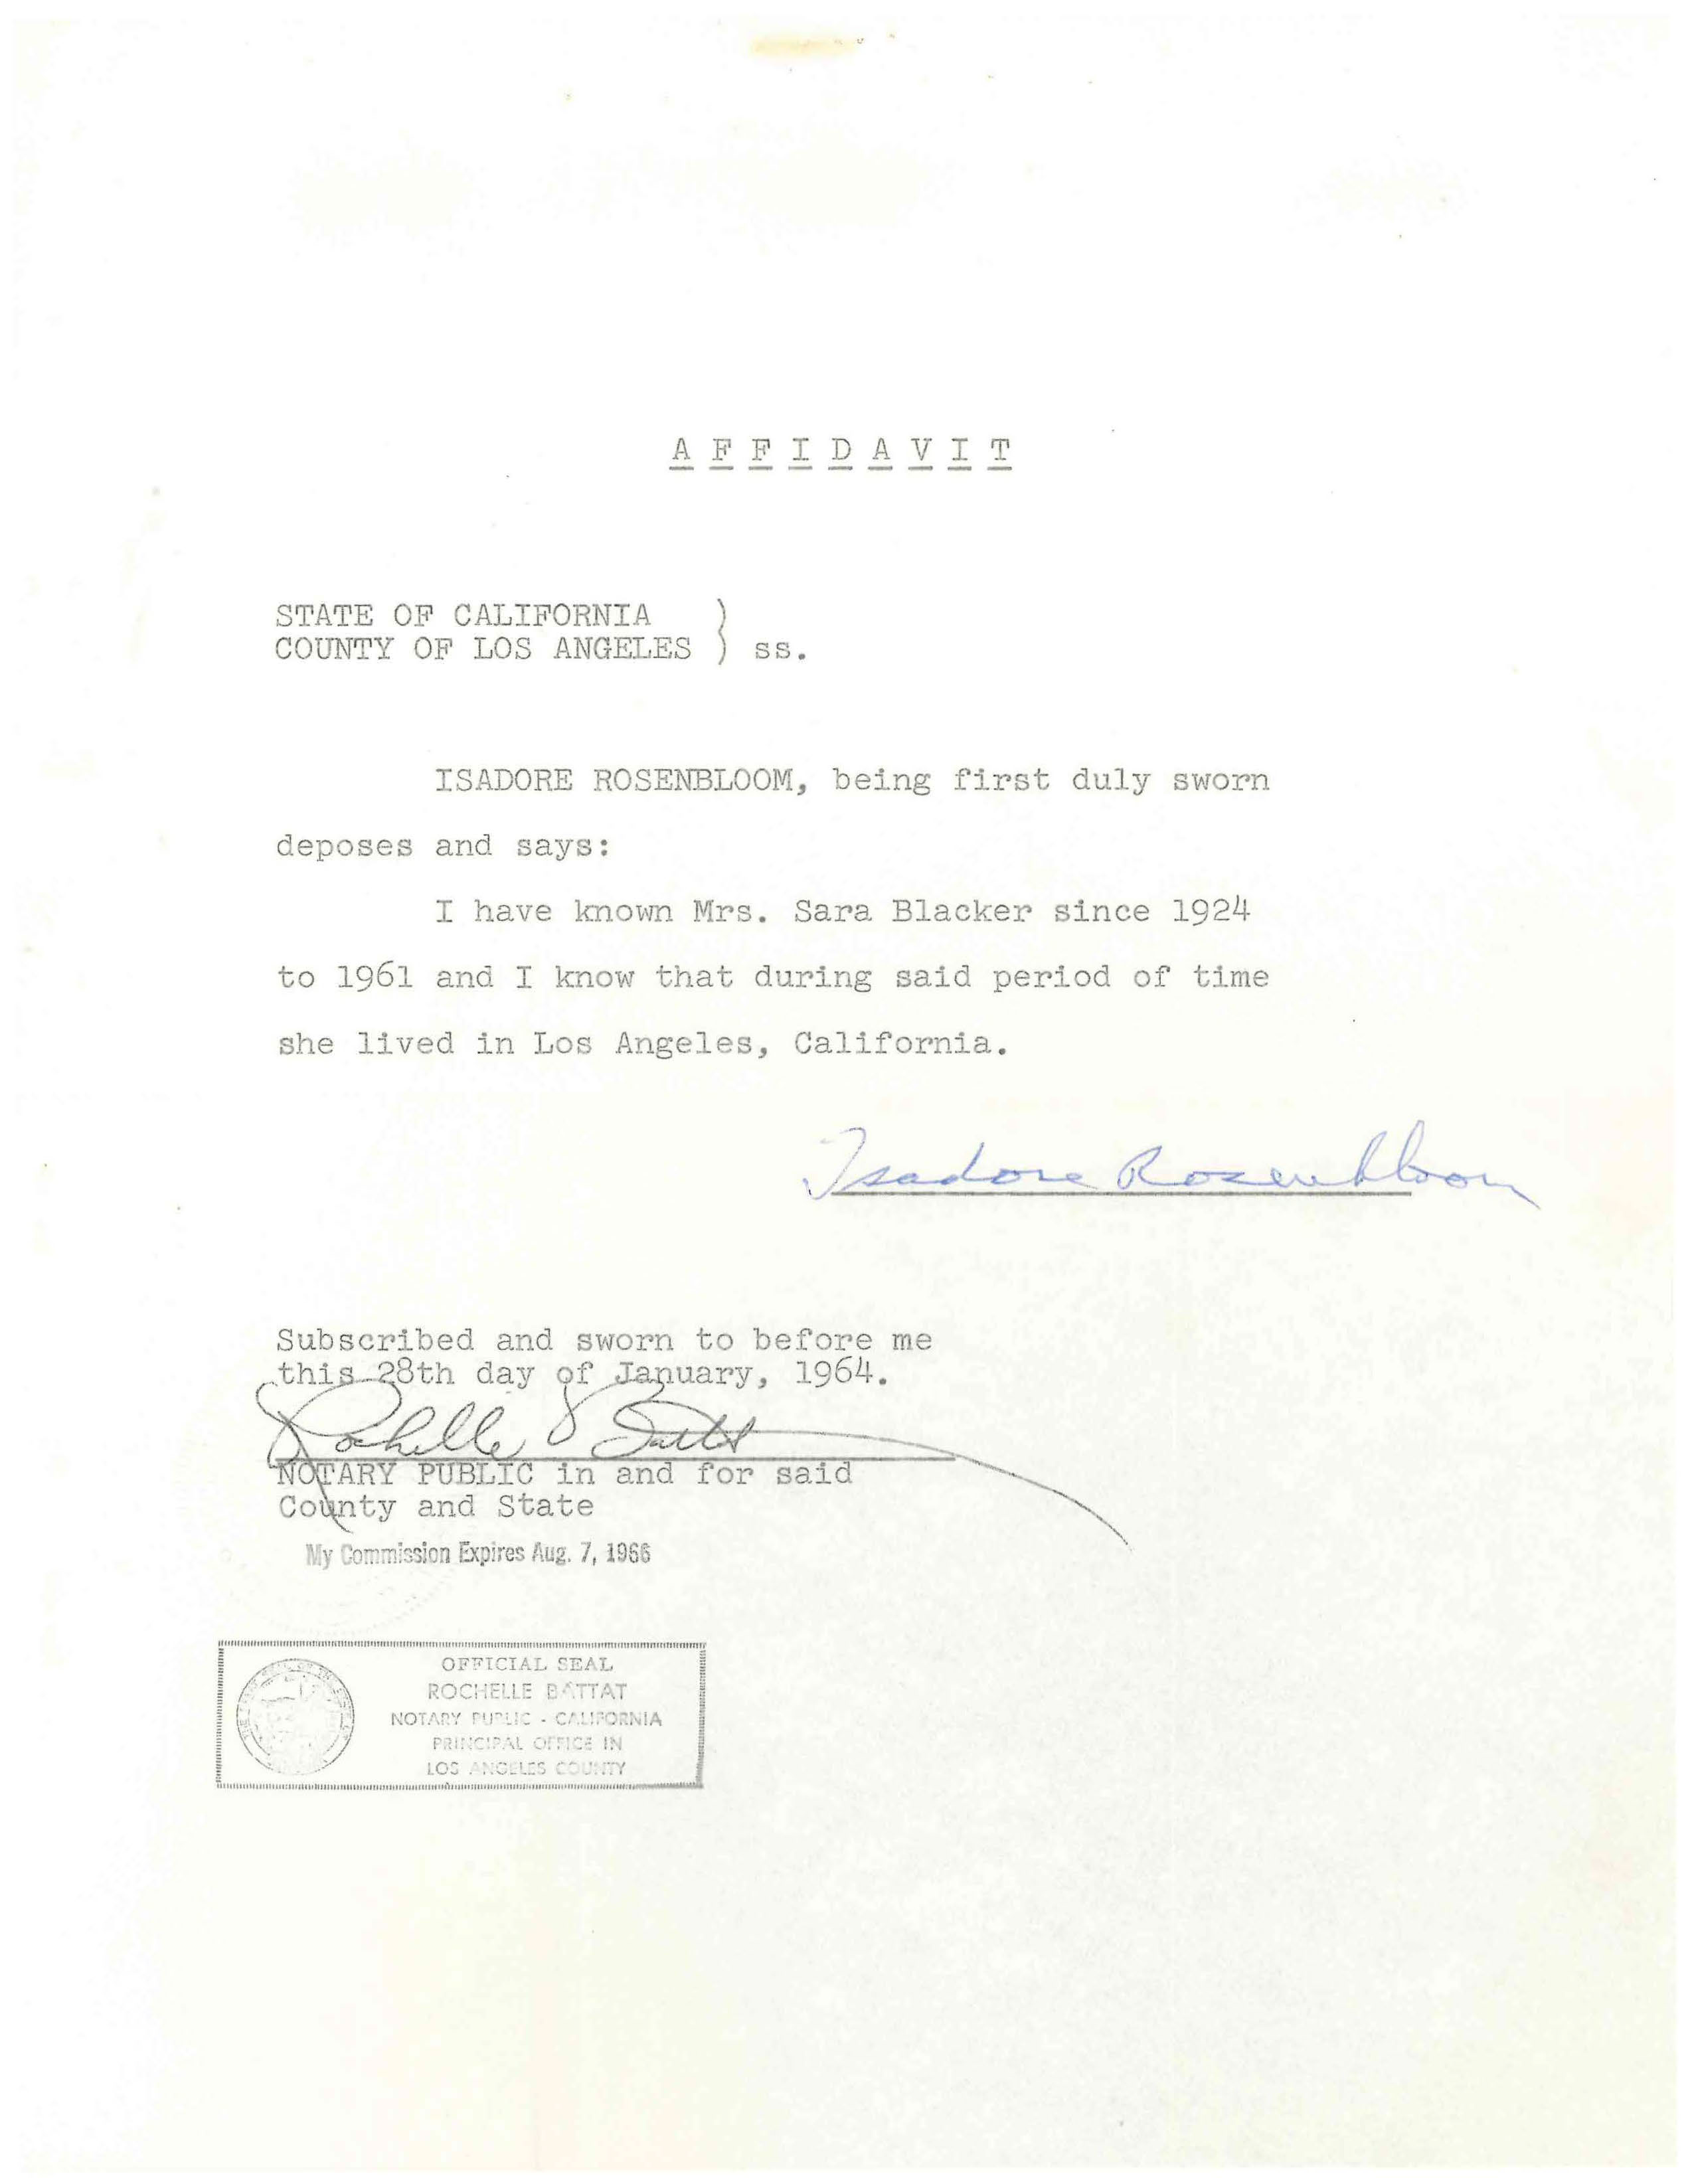 A F F I D A V I T
STATE OF CALIFORNIA )
COUNTY OF LOS ANGELES ) ss.
ISADORE ROSENBLOOM, being first duly sworn
deposes and says:
I have known Mrs. Sara Blacker since 1924
to 1961 and I know that during said period of time
she lived in Los Angeles, California.
Isadore Rosenbloom
Subscribed and sworn to before me
this 28th day of January, 1964.
Rochelle Battat
NOTARY PUBLIC in and for said
County and State
My Commission Expires Aug. 7, 1966
OFFICIAL SEAL
ROCHELLE BATTAT
NOTARY PUBLIC - CALIFORNIA
PRINCIPAL OFFICE IN
LOS ANGELES COUNTY